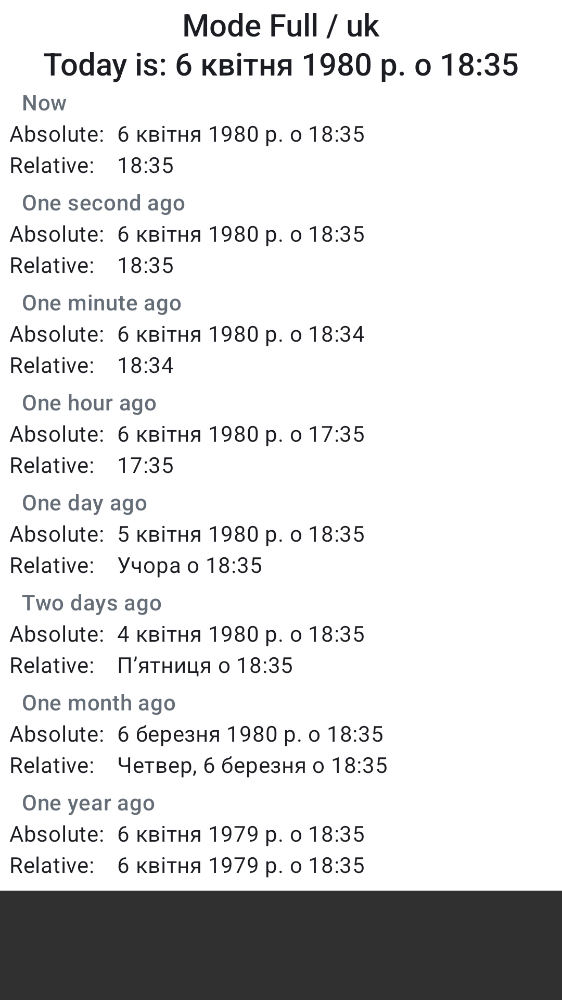 Mode Full / uk
Today is: 6 квітня 1980 р. о 18:35
Now
Absolute: 6 квітня 1980 р. о 18:35
Relative: 18:35
One second ago
Absolute: 6 квітня 1980 р. о 18:35
Relative: 18:35
One minute ago
Absolute: 6 квітня 1980 р. о 18:34
Relative: 18:34
One hour ago
Absolute: 6 квітня 1980 р. о 17:35
Relative: 17:35
One day ago
Absolute: 5 квітня 1980 р. о 18:35
Relative: Учора о 18:35
Two days ago
Absolute: 4 квітня 1980 р. о 18:35
Relative: Пʼятниця о 18:35
One month ago
Absolute: 6 березня 1980 р. о 18:35
Relative: Четвер, 6 березня о 18:35
One year ago
Absolute: 6 квітня 1979 р. о 18:35
Relative: 6 квітня 1979 р. о 18:35